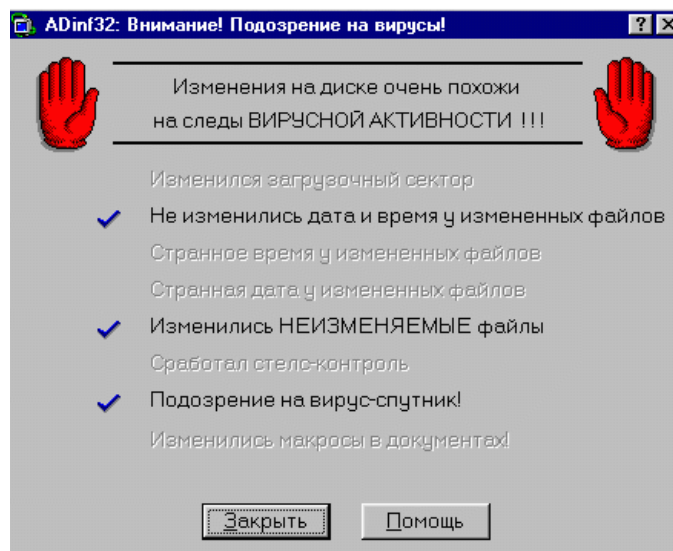 ADinf32: Внимание! Подозрение на вирусы!
Изменения на диске очень похожи
на следы ВИРУСНОЙ АКТИВНОСТИ !!!
Изменился загрузочный сектор
Не изменились дата и время у измененных файлов
Странное время у измененных файлов
Странная дата у измененных файлов
Изменились НЕИЗМЕНЯЕМЫЕ файлы
Сработал стелс-контроль
Подозрение на вирус-спутник!
Изменились макросы в документах!
Закрыть Помощь